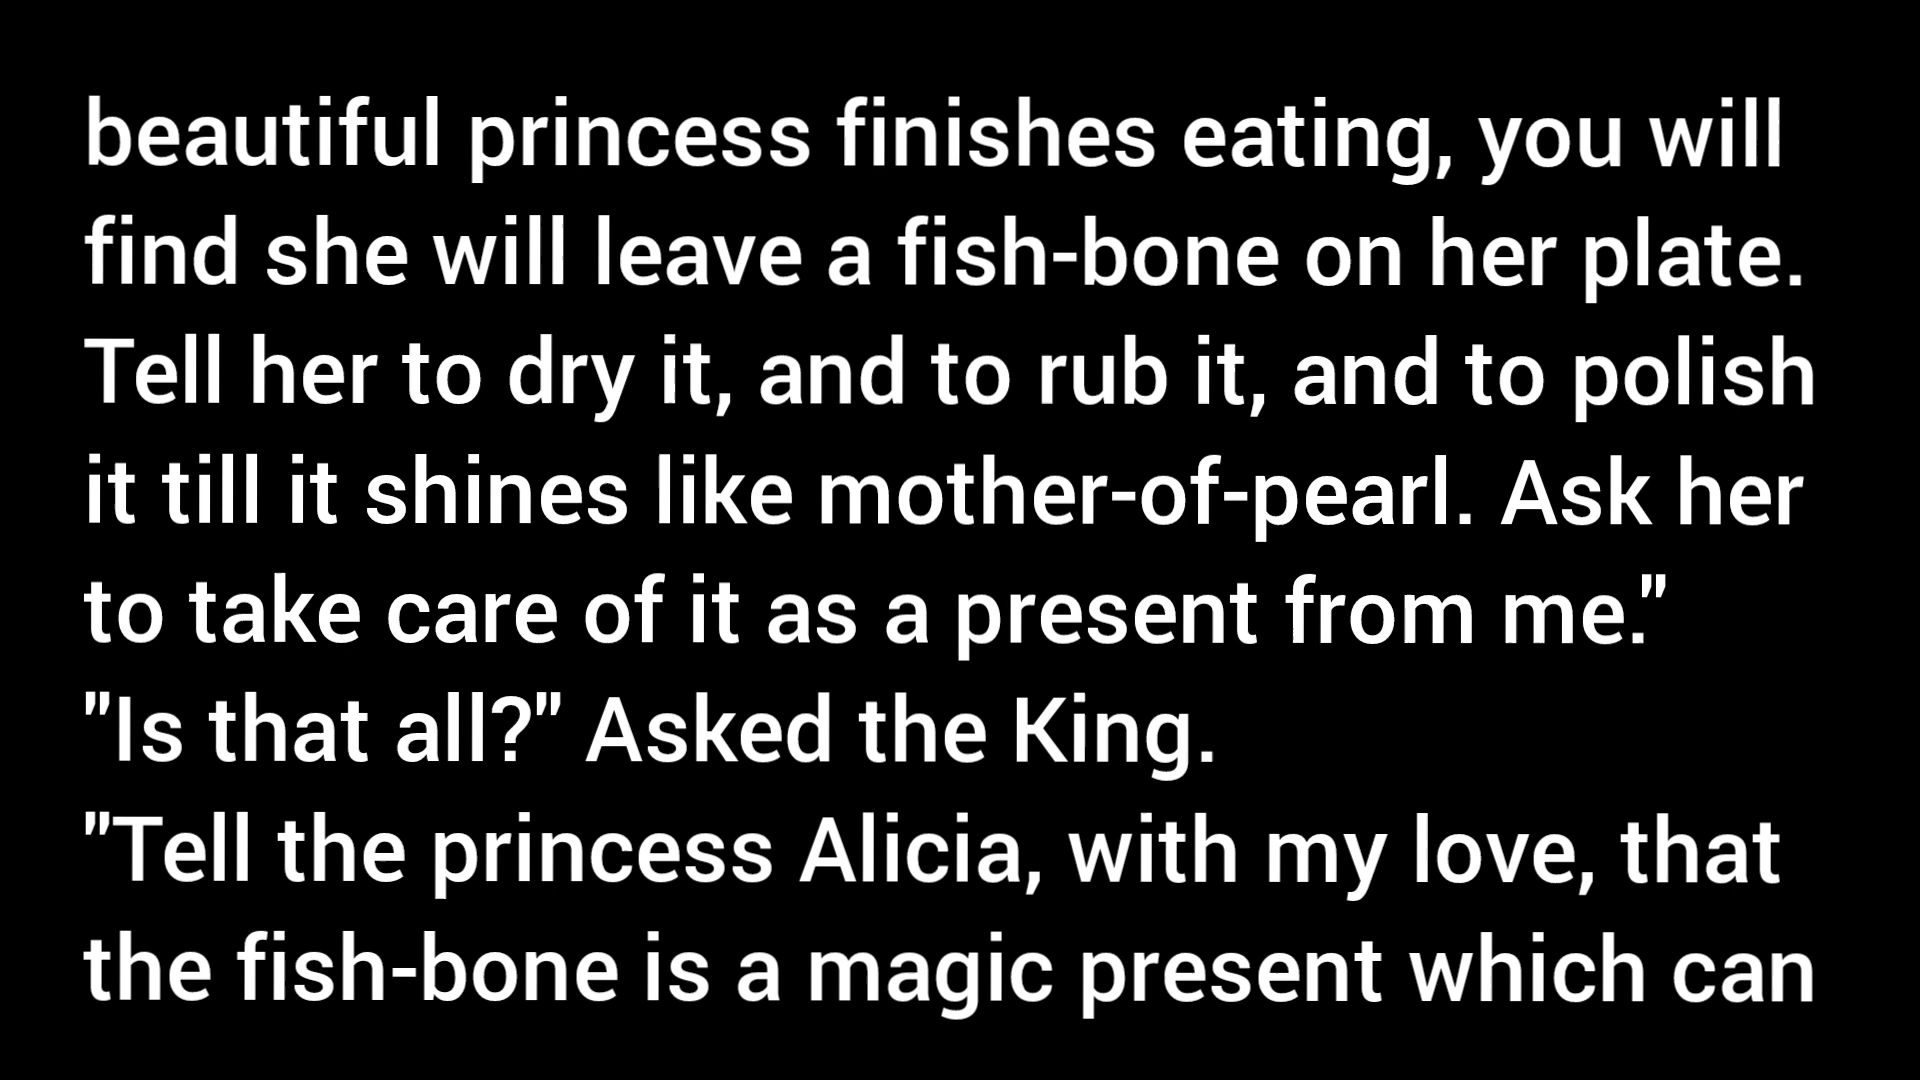 beautiful princess finishes eating, you will
find she will leave a fish-bone on her plate.
Tell her to dry it, and to rub it, and to polish
it till it shines like mother-of-pearl. Ask her
to take care of it as a present from me."
"Is that all?" Asked the King.
"Tell the princess Alicia, with my love, that
the fish-bone is a magic present which can